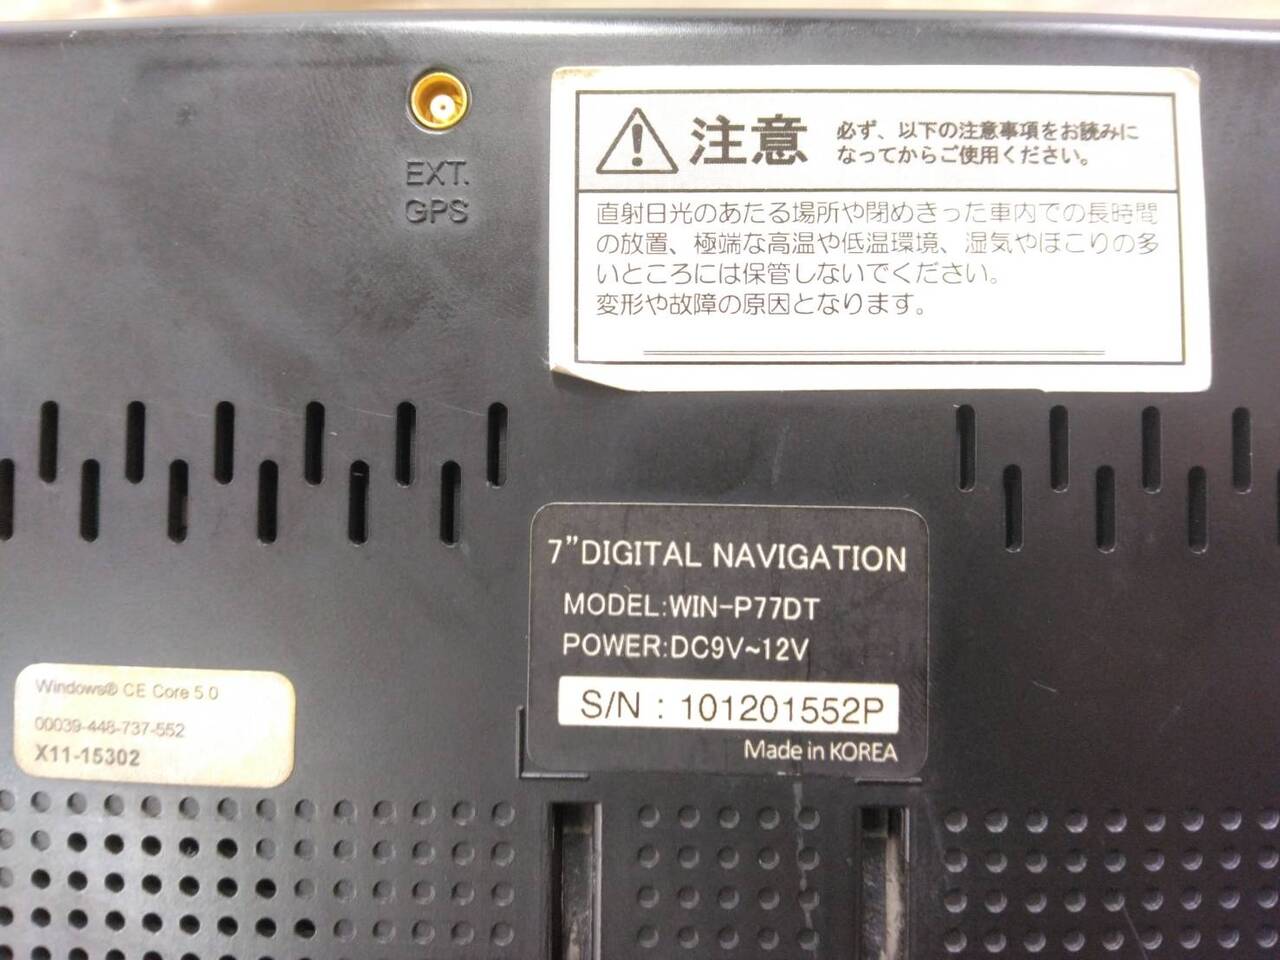 EXT.
GPS
注意
必ず、以下の注意事項をお読みに
なってからご使用ください。
直射日光のあたる場所や閉めきった車内での長時間
の放置、極端な高温や低温環境、湿気やほこりの多
いところには保管しないでください。
変形や故障の原因となります。
7”DIGITAL NAVIGATION
MODEL:WIN-P77DT
POWER:DC9V~12V
S/N : 101201552P
Made in KOREA
Windows® CE Core 5.0
00039-448-737-552
X11-15302